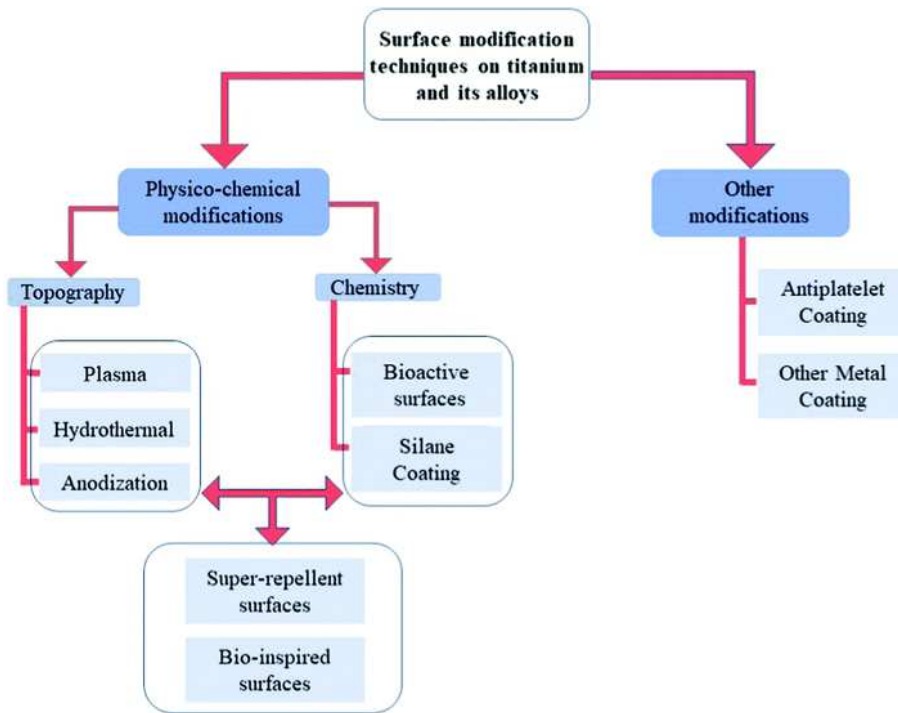 Surface modification
techniques on titanium
and its alloys
Physico-chemical
modifications
Other
modifications
Topography
Chemistry
Plasma
Hydrothermal
Anodization
Bioactive
surfaces
Silane
Coating
Antiplatelet
Coating
Other Metal
Coating
Super-repellent
surfaces
Bio-inspired
surfaces